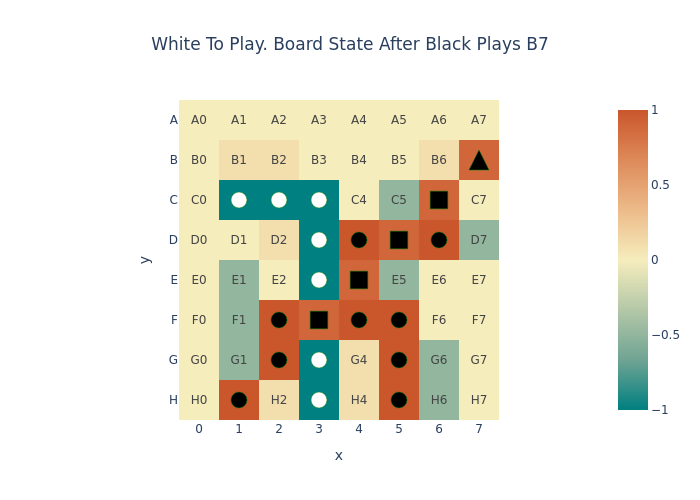 White To Play. Board State After Black Plays B7
A A0 A1 A2 A3 A4 A5 A6 A7
B B0 B1 B2 B3 B4 B5 B6
C C0 C4 C5 C7
D D0 D1 D2 D7
E E0 E1 E2 E5 E6 E7
F F0 F1 F6 F7
G G0 G1 G4 G6 G7
H H0 H2 H4 H6 H7
0 1 2 3 4 5 6 7
x
y
1
0.5
0
−0.5
−1